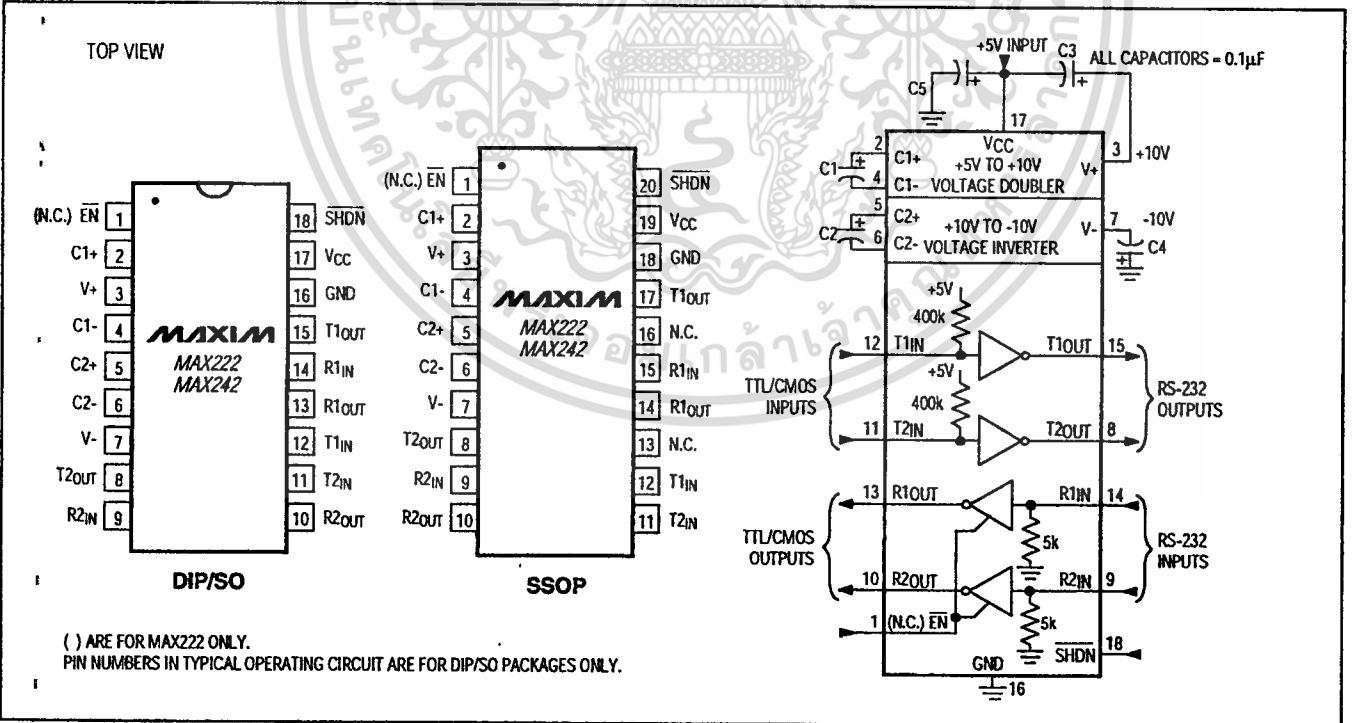 TOP VIEW
(N.C.) EN 1
C1+ 2
V+ 3
C1- 4
C2+ 5
C2- 6
V- 7
T2OUT 8
R2IN 9
18 SHDN
17 VCC
16 GND
15 T1OUT
14 R1IN
13 R1OUT
12 T1IN
11 T2IN
10 R2OUT
MAXIM
MAX222
MAX242
DIP/SO
(N.C.) EN 1
C1+ 2
V+ 3
C1- 4
C2+ 5
C2- 6
V- 7
T2OUT 8
R2IN 9
R2OUT 10
20 SHDN
19 VCC
18 GND
17 T1OUT
16 N.C.
15 R1IN
14 R1OUT
13 N.C.
12 T1IN
11 T2IN
MAXIM
MAX222
MAX242
SSOP
+5V INPUT C3
ALL CAPACITORS = 0.1µF
C5
17
VCC
2 C1+ +5V TO +10V V+ 3 +10V
C1
4 C1- VOLTAGE DOUBLER
5 C2+ +10V TO -10V V- 7 -10V
C2 C4
6 C2- VOLTAGE INVERTER
+5V
400k
12 T1IN T1OUT 15
+5V
TTL/CMOS
INPUTS
RS-232
OUTPUTS
400k
11 T2IN T2OUT 8
13 R1OUT R1IN 14
5k
TTL/CMOS
OUTPUTS
RS-232
INPUTS
10 R2OUT R2IN 9
5k
1 (N.C.) EN
SHDN 18
GND
16
( ) ARE FOR MAX222 ONLY.
PIN NUMBERS IN TYPICAL OPERATING CIRCUIT ARE FOR DIP/SO PACKAGES ONLY.